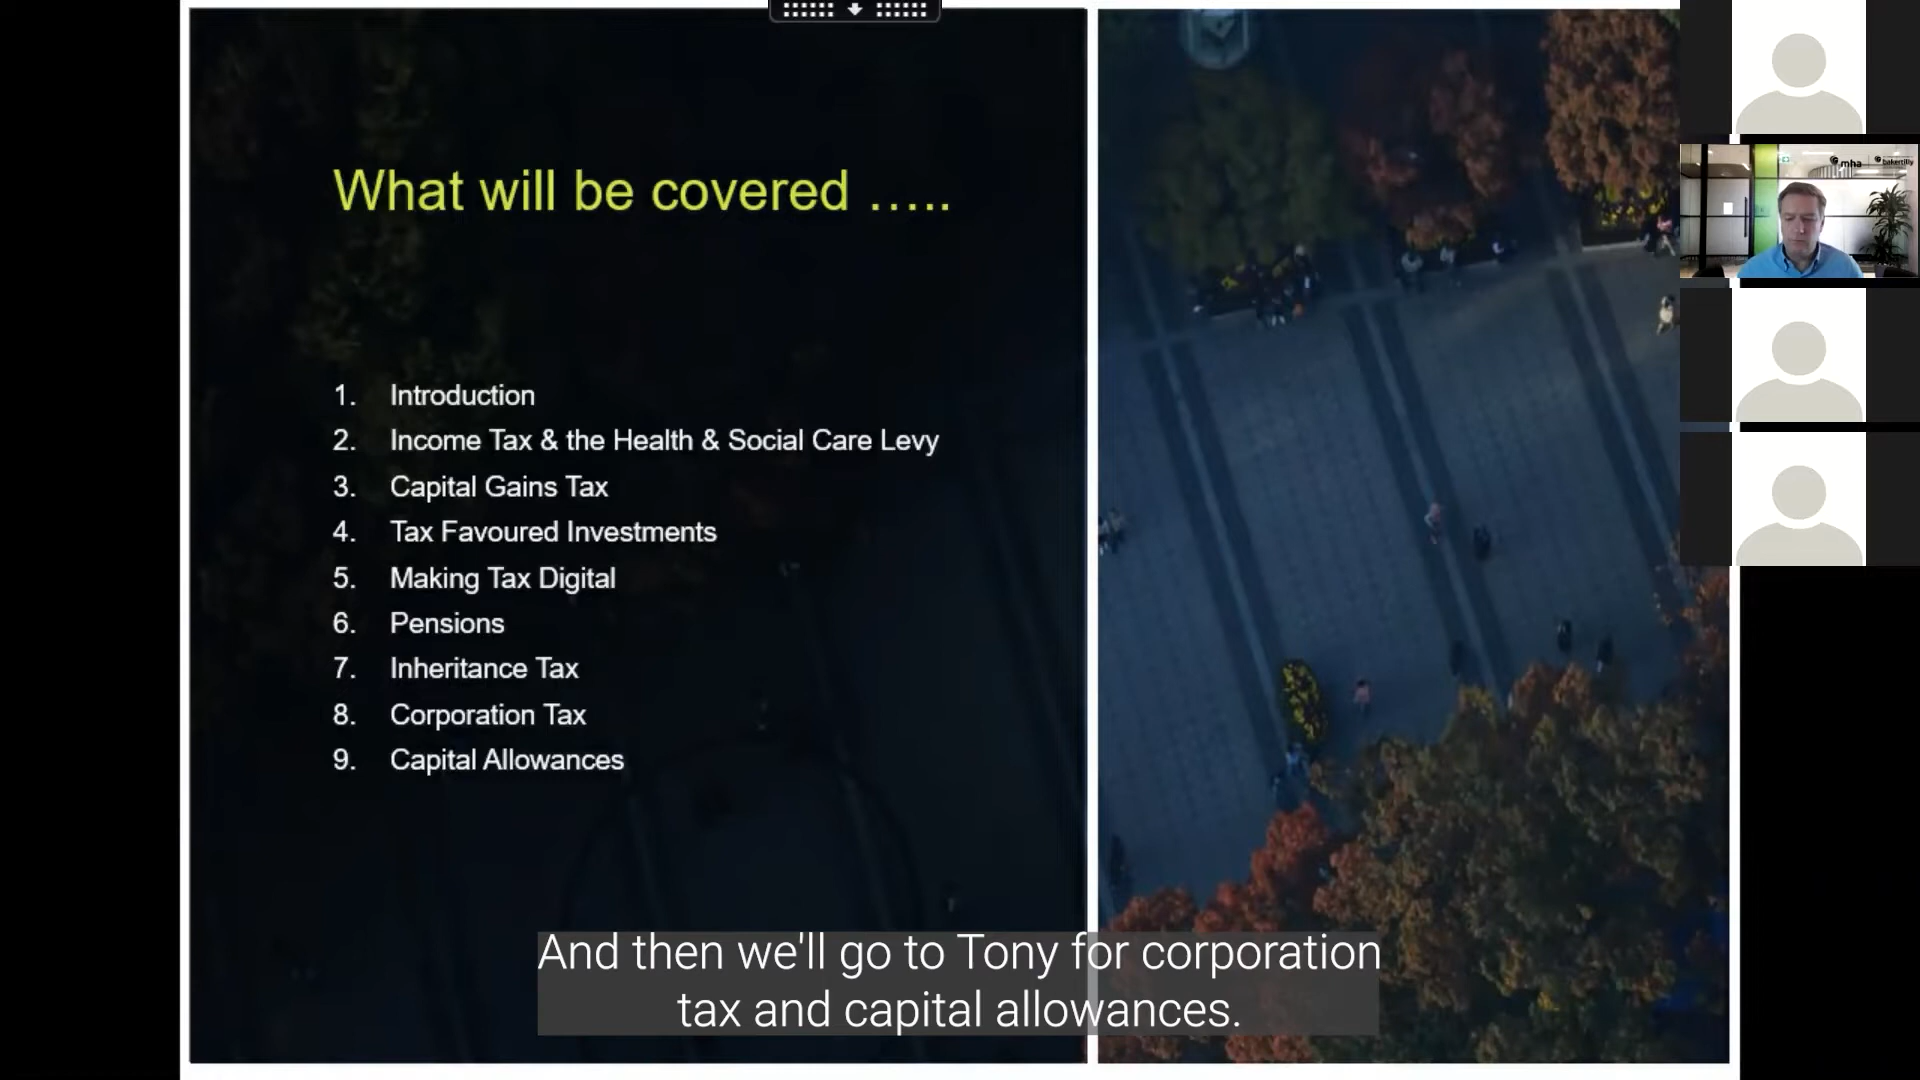 What will be covered …..
1. Introduction
2. Income Tax & the Health & Social Care Levy
3. Capital Gains Tax
4. Tax Favoured Investments
5. Making Tax Digital
6. Pensions
7. Inheritance Tax
8. Corporation Tax
9. Capital Allowances
mha bakertilly
And then we'll go to Tony for corporation
tax and capital allowances.